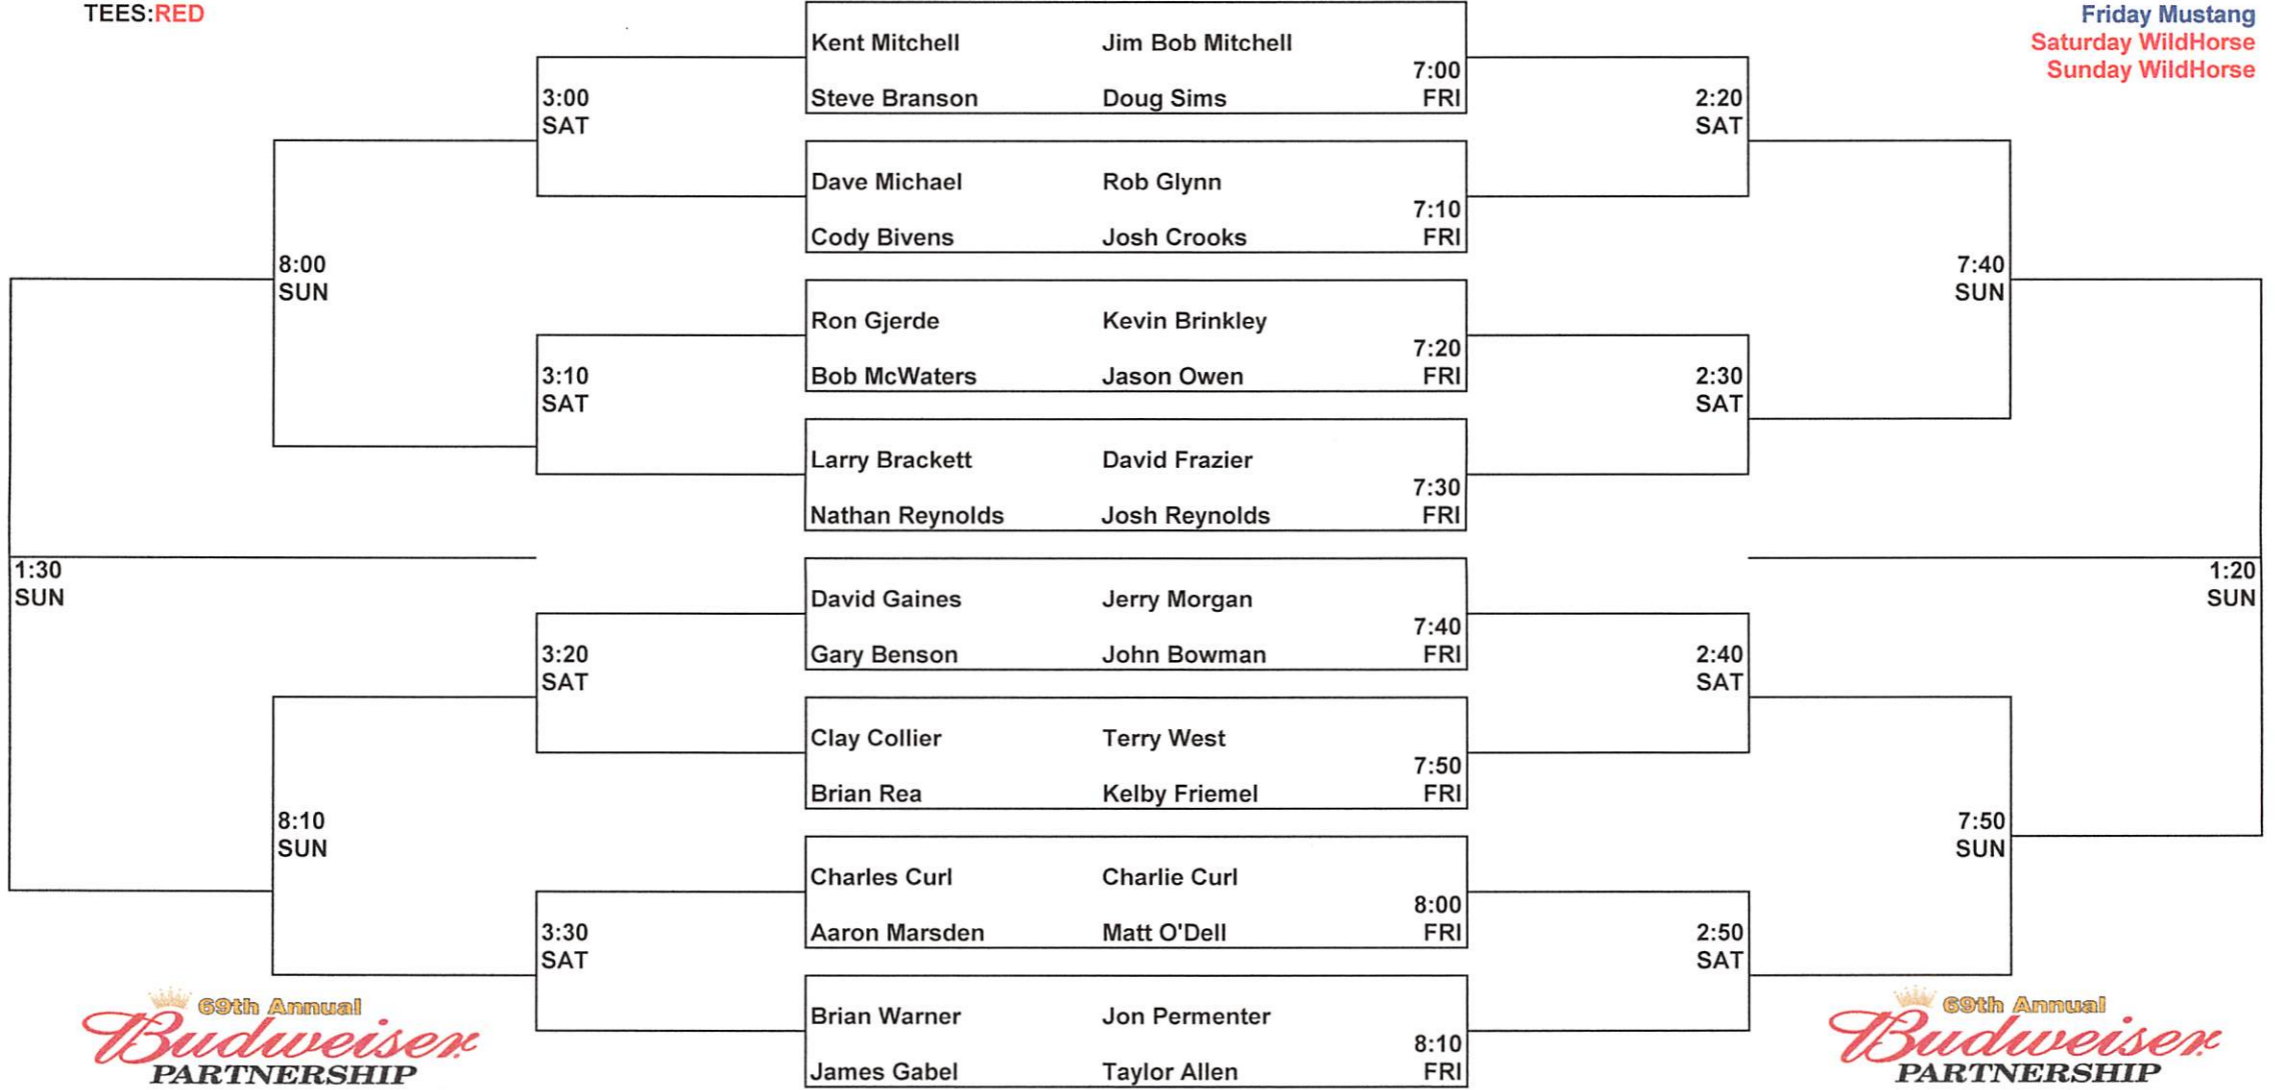 TEES:RED
Friday Mustang
Saturday WildHorse
Sunday WildHorse
Kent Mitchell Jim Bob Mitchell
7:00
Steve Branson Doug Sims FRI
3:00
SAT
2:20
SAT
Dave Michael Rob Glynn
7:10
Cody Bivens Josh Crooks FRI
8:00
SUN
7:40
SUN
Ron Gjerde Kevin Brinkley
7:20
Bob McWaters Jason Owen FRI
3:10
SAT
2:30
SAT
Larry Brackett David Frazier
7:30
Nathan Reynolds Josh Reynolds FRI
1:30
SUN
1:20
SUN
David Gaines Jerry Morgan
7:40
Gary Benson John Bowman FRI
3:20
SAT
2:40
SAT
Clay Collier Terry West
7:50
Brian Rea Kelby Friemel FRI
8:10
SUN
7:50
SUN
Charles Curl Charlie Curl
8:00
Aaron Marsden Matt O'Dell FRI
3:30
SAT
2:50
SAT
Brian Warner Jon Permenter
8:10
James Gabel Taylor Allen FRI
69th Annual
Budweiser
PARTNERSHIP
69th Annual
Budweiser
PARTNERSHIP